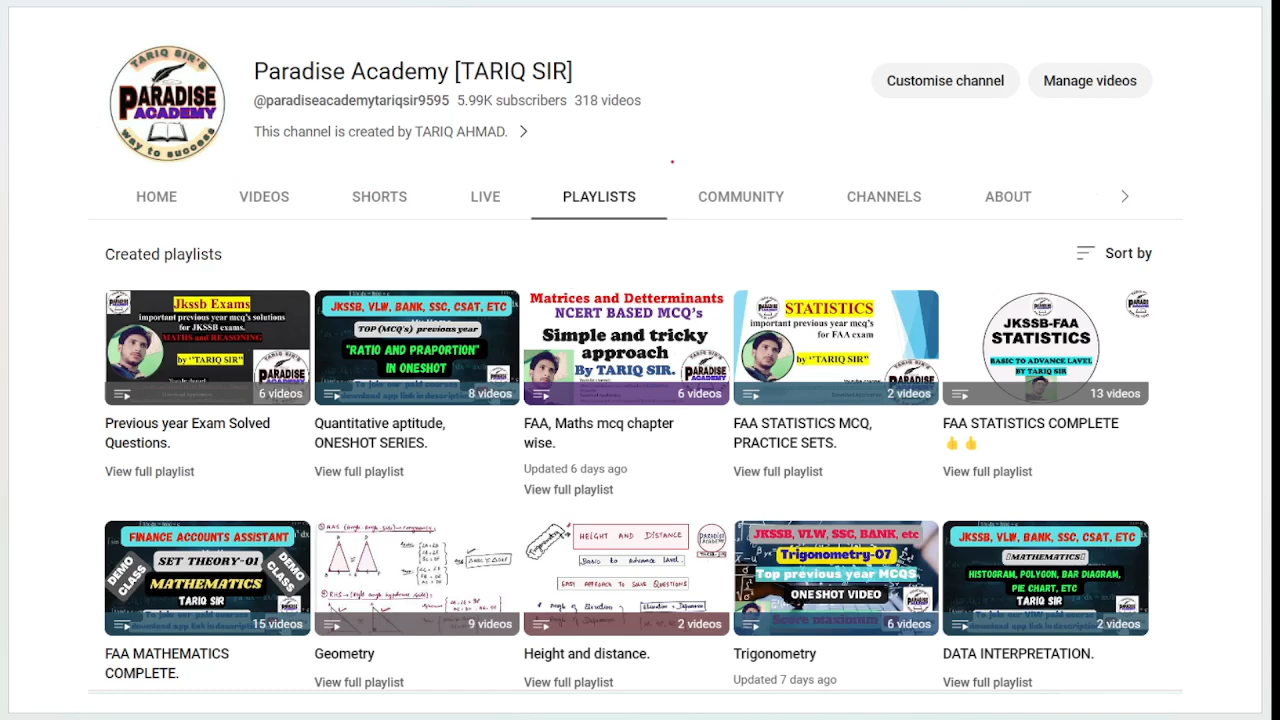 TARIQ SIR'S
PARADISE
ACADEMY
way to success
Paradise Academy [TARIQ SIR]
@paradiseacademytariqsir9595 5.99K subscribers 318 videos
This channel is created by TARIQ AHMAD.
Customise channel
Manage videos
HOME VIDEOS SHORTS LIVE PLAYLISTS COMMUNITY CHANNELS ABOUT
Created playlists
Sort by
Jkssb Exams
important previous year mcq's solutions
for JKSSB exams.
MATHS and REASONING
by "TARIQ SIR"
PARADISE
6 videos
Previous year Exam Solved
Questions.
View full playlist
JKSSB, VLW, BANK, SSC, CSAT, ETC
TOP (MCQ's) previous year
"RATIO AND PRAPORTION"
IN ONESHOT
8 videos
Quantitative aptitude,
ONESHOT SERIES.
View full playlist
Matrices and Detterminants
NCERT BASED MCQ's
Simple and tricky
approach
By TARIQ SIR.
PARADISE
6 videos
FAA, Maths mcq chapter
wise.
Updated 6 days ago
View full playlist
STATISTICS
important previous year mcq's
for FAA exam
by "TARIQ SIR"
PARADISE
2 videos
FAA STATISTICS MCQ,
PRACTICE SETS.
View full playlist
JKSSB-FAA
STATISTICS
BASIC TO ADVANCE LEVEL
BY TARIQ SIR
13 videos
FAA STATISTICS COMPLETE
👍👍
View full playlist
FINANCE ACCOUNTS ASSISTANT
DEMO CLASS
SET THEORY-01
DEMO CLASS
MATHEMATICS
TARIQ SIR
15 videos
FAA MATHEMATICS
COMPLETE.
9 videos
Geometry
View full playlist
Trigonometry
HEIGHT AND DISTANCE
Basic to Advance level.
EASY APPROACH TO SOLVE QUESTIONS
2 videos
Height and distance.
View full playlist
JKSSB, VLW, SSC, BANK, etc
Trigonometry-07
Top previous year MCQS
ONESHOT VIDEO
Score maximum
6 videos
Trigonometry
Updated 7 days ago
JKSSB, VLW, BANK, SSC, CSAT, ETC
MATHEMATICS
HISTOGRAM, POLYGON, BAR DIAGRAM,
PIE CHART, ETC
TARIQ SIR
2 videos
DATA INTERPRETATION.
View full playlist